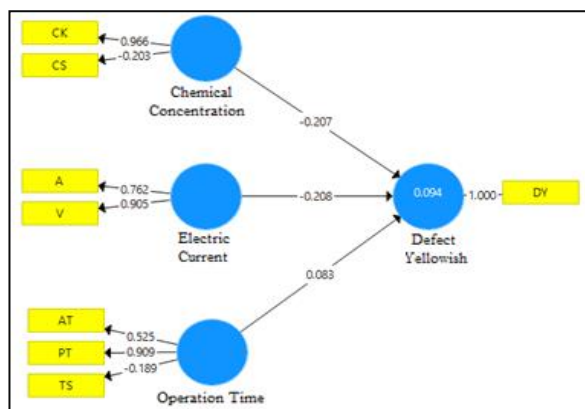 CK
0.966
-0.203
CS
Chemical
Concentration
-0.207
A
0.762
0.905
V
Electric
Current
-0.208
0.094
1.000
DY
Defect
Yellowish
0.083
AT
0.525
PT
0.909
-0.189
TS
Operation Time